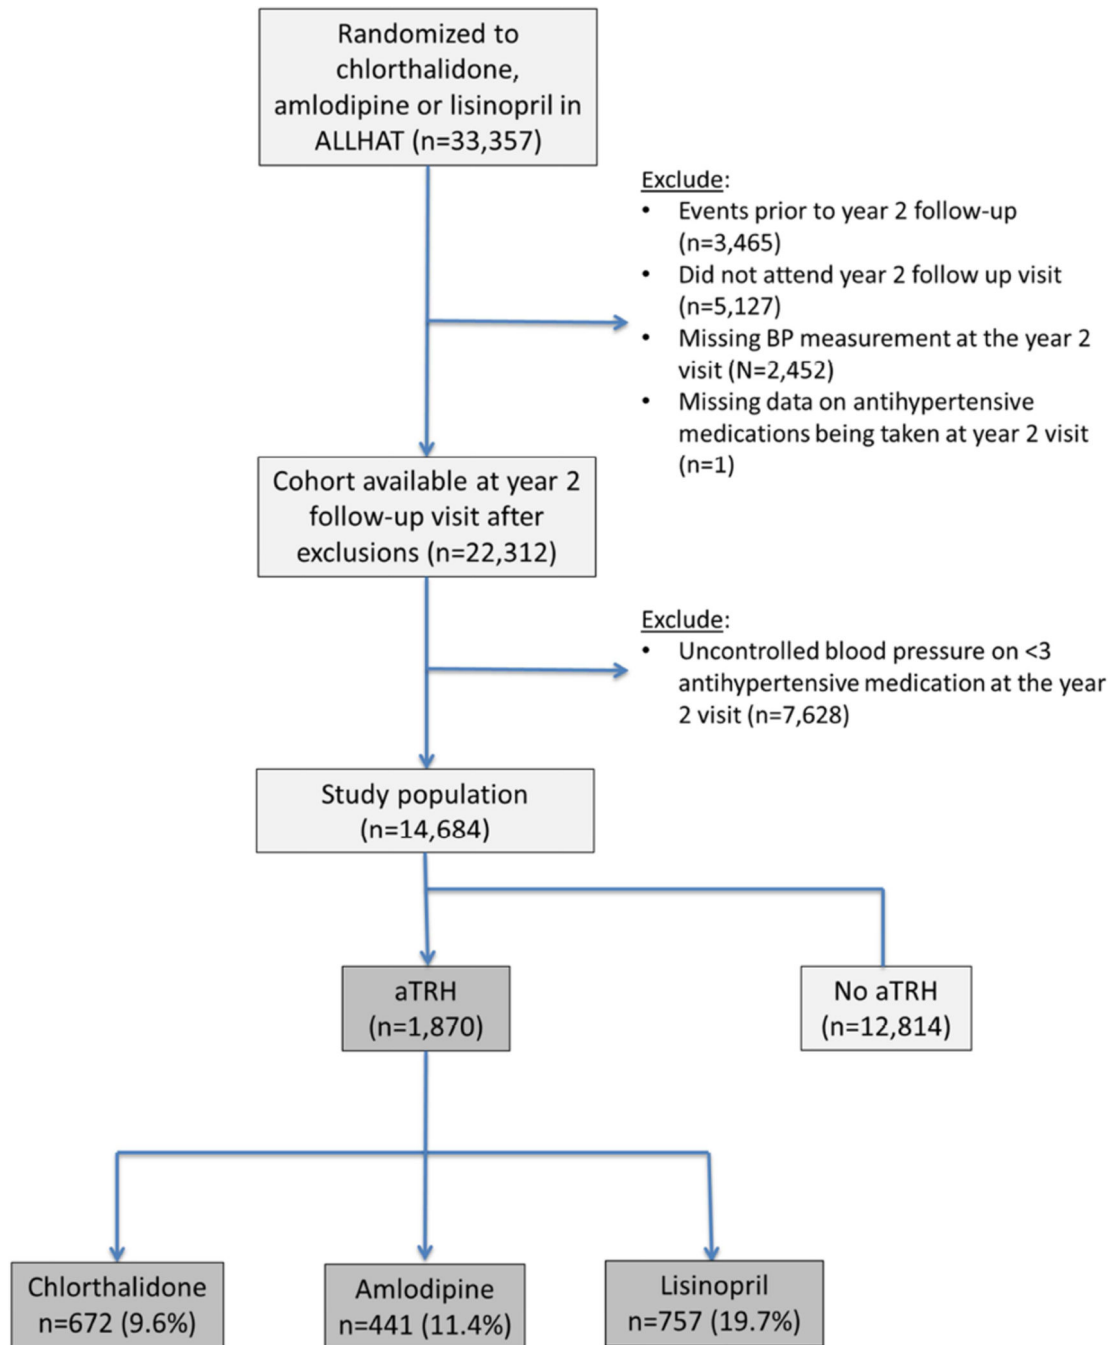 Randomized to
chlorthalidone,
amlodipine or lisinopril in
ALLHAT (n=33,357)
Exclude:
• Events prior to year 2 follow-up
(n=3,465)
• Did not attend year 2 follow up visit
(n=5,127)
• Missing BP measurement at the year 2
visit (N=2,452)
• Missing data on antihypertensive
medications being taken at year 2 visit
(n=1)
Cohort available at year 2
follow-up visit after
exclusions (n=22,312)
Exclude:
• Uncontrolled blood pressure on <3
antihypertensive medication at the year
2 visit (n=7,628)
Study population
(n=14,684)
aTRH
(n=1,870)
No aTRH
(n=12,814)
Chlorthalidone
n=672 (9.6%)
Amlodipine
n=441 (11.4%)
Lisinopril
n=757 (19.7%)